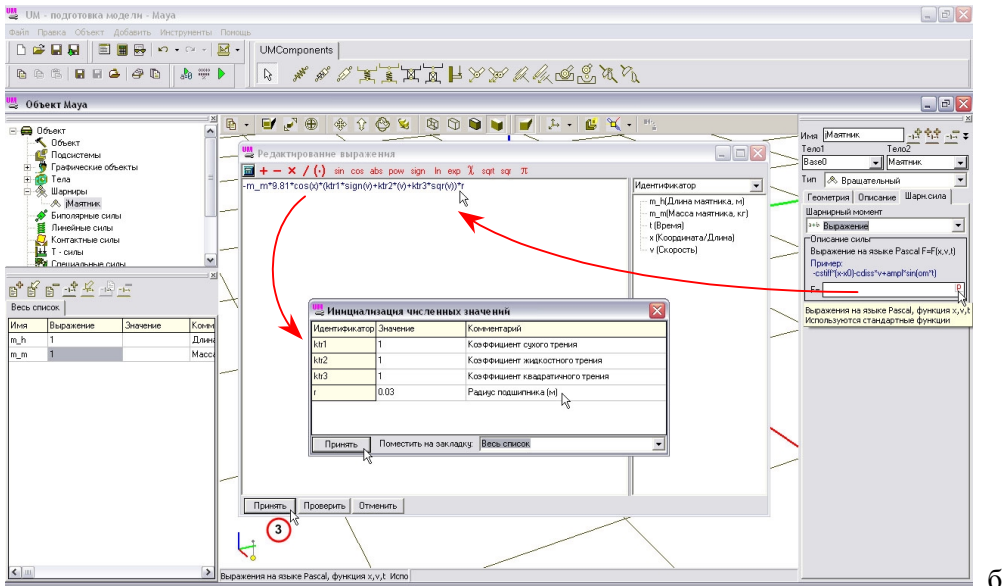 UM - подготовка модели - Maya
Файл Правка Объект Добавить Инструменты Помощь
UMComponents
Объект Maya
Объект
Объект
Подсистемы
Графические объекты
Тела
Шарниры
jМаятник
Биполярные силы
Линейные силы
Контактные силы
Т - силы
Специальные силы
Весь список
Имя Выражение Значение Комм
m_h 1 Длина
m_m 1 Масса
Редактирование выражения
sin cos abs pow sign ln exp % sqrt sqr π
-m_m*9.81*cos(x)*(ktr1*sign(v)+ktr2*(v)+ktr3*sqr(v))*r
Идентификатор
m_h(Длина маятника, м)
m_m(Масса маятника, кг)
t (Время)
x (Координата/Длина)
v (Скорость)
Инициализация численных значений
Идентификатор Значение Комментарий
ktr1 1 Коэффициент сухого трения
ktr2 1 Коэффициент жидкостного трения
ktr3 1 Коэффициент квадратичного трения
r 0.03 Радиус подшипника (м)
Принять Поместить на закладку: Весь список
Принять Проверить Отменить
3
Выражения на языке Pascal, функция x,v,t Испо
Имя jМаятник
Тело1 Тело2
Base0 Маятник
Тип Вращательный
Геометрия Описание Шарн.сила
Шарнирный момент
a+b Выражение
Описание силы
Выражение на языке Pascal F=F(x,v,t)
Пример:
-cstiff*(x-x0)-cdiss*v+ampl*sin(om*t)
F=
Выражения на языке Pascal, функция x,v,t
Используются стандартные функции
б